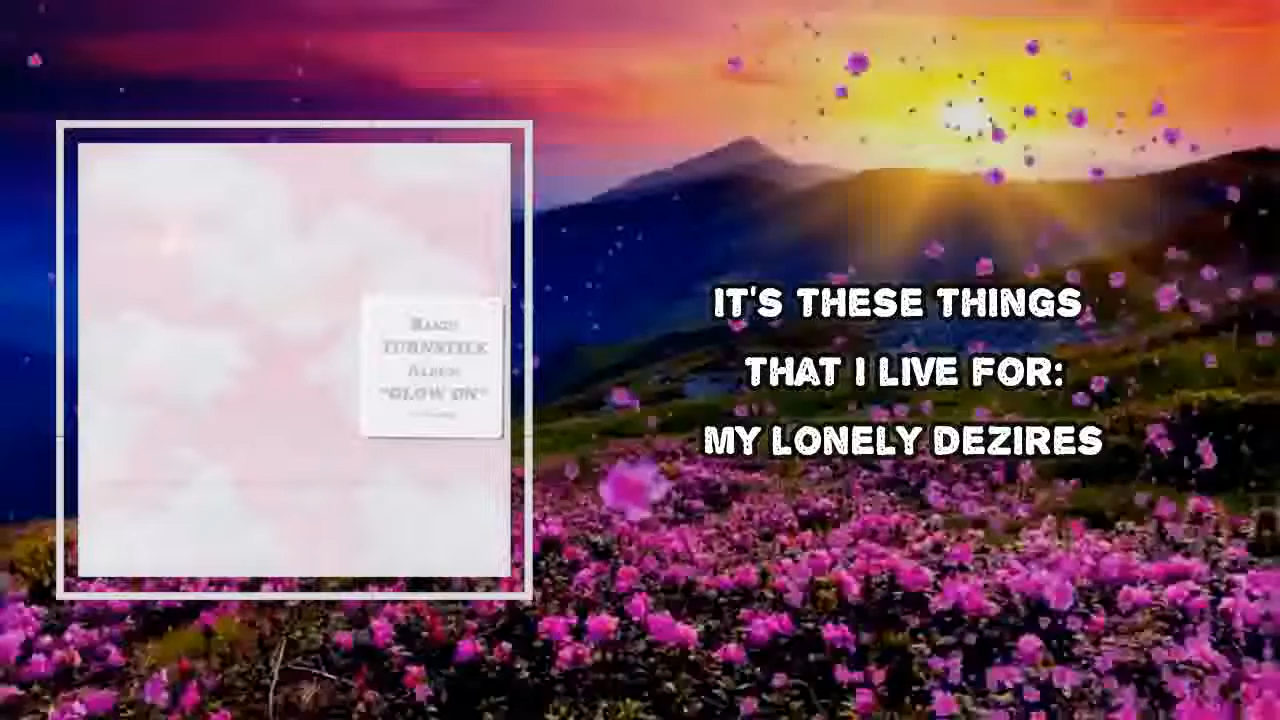 BAND:
TURNSTILE
ALBUM:
"GLOW ON"
IT'S THESE THINGS
THAT I LIVE FOR:
MY LONELY DEZIRES